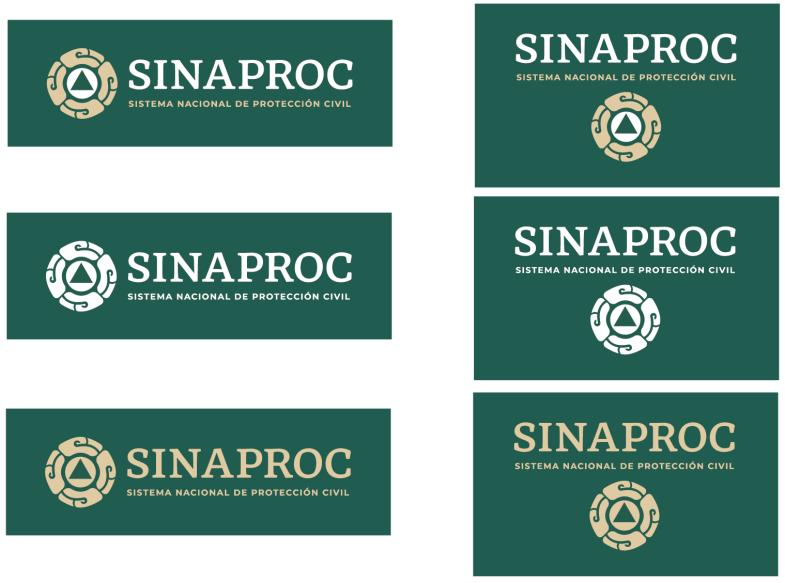 SINAPROC
SISTEMA NACIONAL DE PROTECCIÓN CIVIL
SINAPROC
SISTEMA NACIONAL DE PROTECCIÓN CIVIL
SINAPROC
SISTEMA NACIONAL DE PROTECCIÓN CIVIL
SINAPROC
SISTEMA NACIONAL DE PROTECCIÓN CIVIL
SINAPROC
SISTEMA NACIONAL DE PROTECCIÓN CIVIL
SINAPROC
SISTEMA NACIONAL DE PROTECCIÓN CIVIL